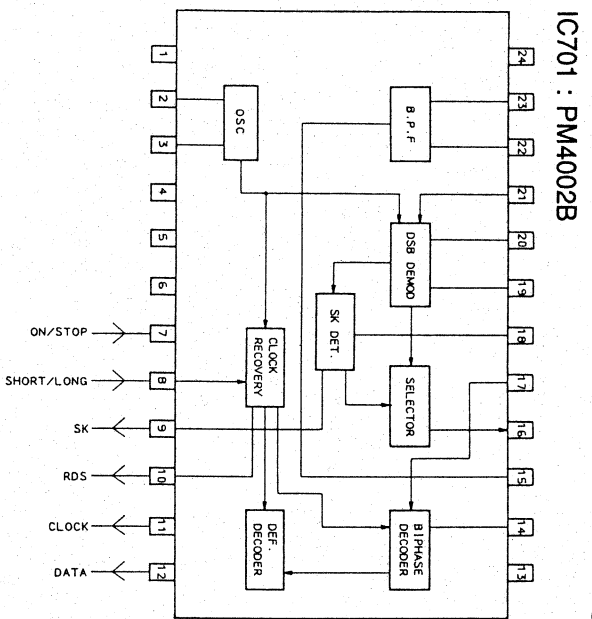 IC701 : PM4002B
1
2
3
4
5
6
7
8
9
10
11
12
24
23
22
21
20
19
18
17
16
15
14
13
OSC
B.P.F
DSB DEMOD
SK DET.
CLOCK
RECOVERY
SELECTOR
DEF.
DECODER
BIPHASE
DECODER
ON/STOP
SHORT/LONG
SK
RDS
CLOCK
DATA